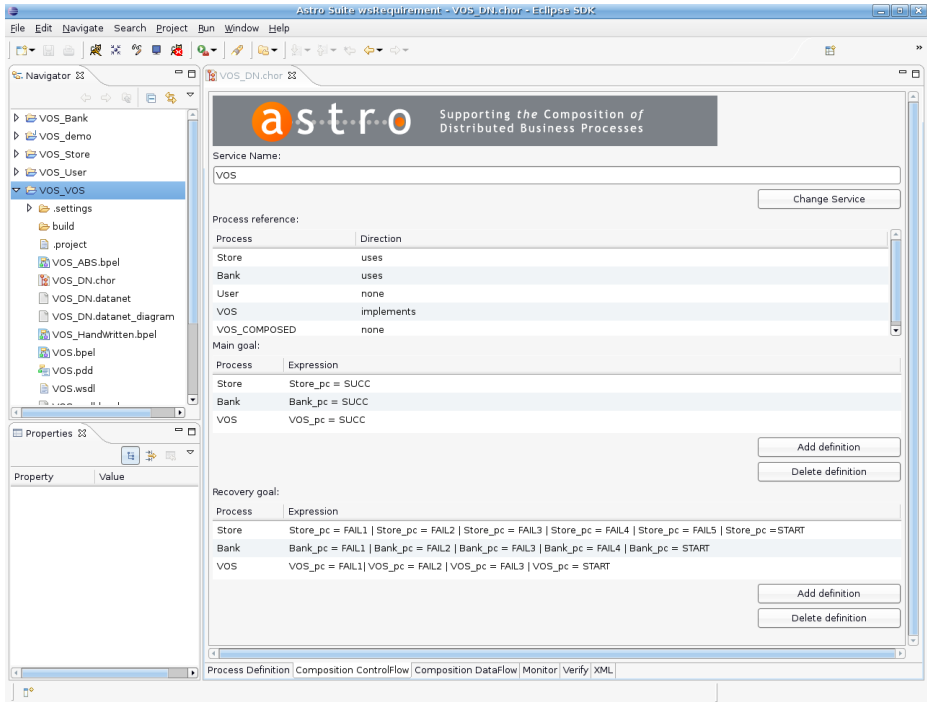 Astro Suite wsRequirement - VOS_DN.chor - Eclipse SDK
File Edit Navigate Search Project Run Window Help
Navigator
VOS_Bank
VOS_demo
VOS_Store
VOS_User
VOS_VOS
.settings
build
.project
VOS_ABS.bpel
VOS_DN.chor
VOS_DN.datanet
VOS_DN.datanet_diagram
VOS_HandWritten.bpel
VOS.bpel
VOS.pdd
VOS.wsdl
Properties
Property Value
VOS_DN.chor
astro
Supporting the Composition of
Distributed Business Processes
Service Name:
VOS
Change Service
Process reference:
Process Direction
Store uses
Bank uses
User none
VOS implements
VOS_COMPOSED none
Main goal:
Process Expression
Store Store_pc = SUCC
Bank Bank_pc = SUCC
VOS VOS_pc = SUCC
Add definition
Delete definition
Recovery goal:
Process Expression
Store Store_pc = FAIL1 | Store_pc = FAIL2 | Store_pc = FAIL3 | Store_pc = FAIL4 | Store_pc = FAIL5 | Store_pc =START
Bank Bank_pc = FAIL1 | Bank_pc = FAIL2 | Bank_pc = FAIL3 | Bank_pc = FAIL4 | Bank_pc = START
VOS VOS_pc = FAIL1| VOS_pc = FAIL2 | VOS_pc = FAIL3 | VOS_pc = START
Add definition
Delete definition
Process Definition Composition ControlFlow Composition DataFlow Monitor Verify XML